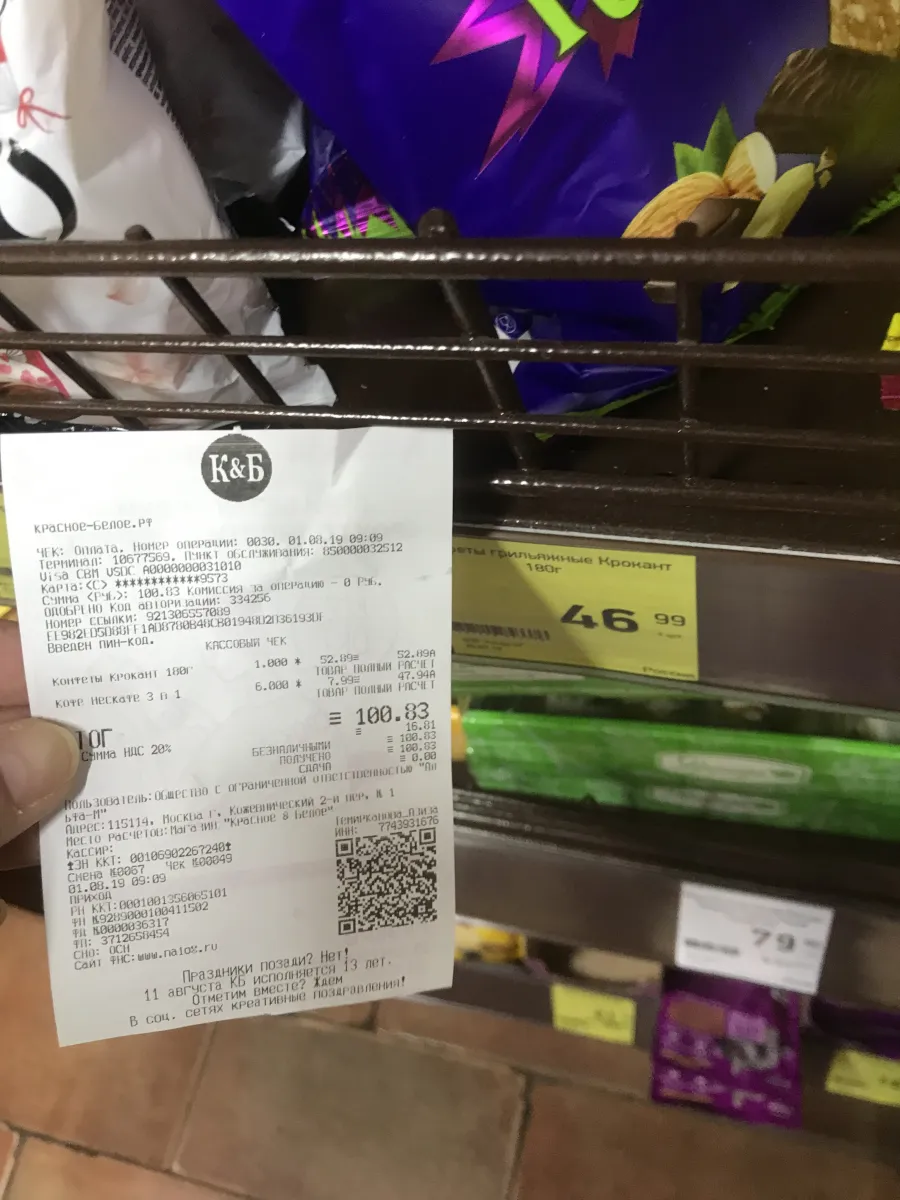 К&Б
красное-белое.рф
ЧЕК: Оплата. Номер операции: 0030. 01.08.19 09:09
Терминал: 10677569. Пункт обслуживания: 850000032512
Visa СВМ VSDC A0000000031010
Карта:(C) ************9573
Сумма (Руб): 100.83 Комиссия за операцию - 0 Руб.
ОДОБРЕНО Код авторизации: 334256
Номер ссылки: 921306557089
Введен ПИН-код.
КАССОВЫЙ ЧЕК
Конфеты Крокант 180г 1.000 * 52.89= 52.89А
ТОВАР ПОЛНЫЙ РАСЧЕТ
Кофе Нескафе 3 в 1 6.000 * 7.99= 47.94А
ТОВАР ПОЛНЫЙ РАСЧЕТ
ТОГ ≡ 100.83
Сумма НДС 20% = 16.81
БЕЗНАЛИЧНЫМИ = 100.83
ПОЛУЧЕНО = 100.83
СДАЧА = 0.00
Пользователь: Общество с ограниченной ответственностью "Ал
ьфа-М"
Адрес: 115114, Москва Г, Кожевнический 2-й пер, № 1
Место расчетов: Магазин "Красное & Белое"
Кассир:
ИНН: 7743931676
ЗН ККТ: 00106902267240
Смена №0067 Чек №00049
01.08.19 09:09
ПРИХОД
РН ККТ:0001001356065101
ФН №9289000100411502
ФД №0000036317
ФП: 3712658454
СНО: ОСН
Сайт ФНС: www.nalog.ru
Праздники позади? Нет!
11 августа КБ исполняется 13 лет.
Отметим вместе? Ждем
В соц. сетях креативные поздравления!
еты грильяжные Крокант
180г
46 99
Россия
79